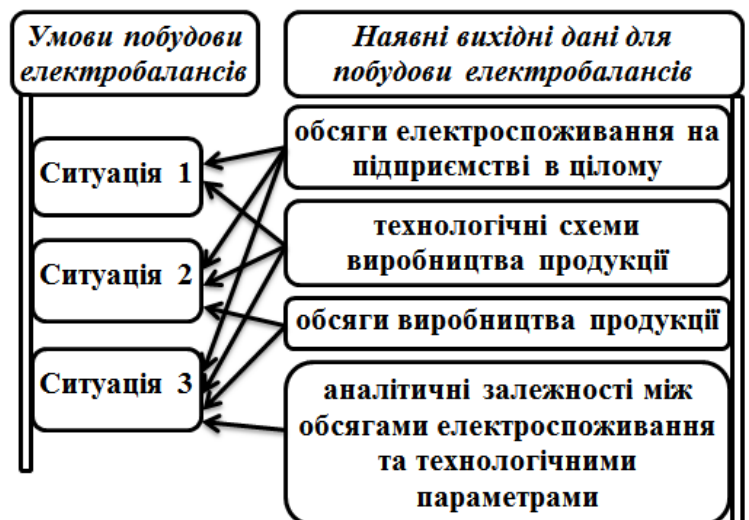 Умови побудови
електробалансів
Наявні вихідні дані для
побудови електробалансів
Ситуація 1
Ситуація 2
Ситуація 3
обсяги електроспоживання на
підприємстві в цілому
технологічні схеми
виробництва продукції
обсяги виробництва продукції
аналітичні залежності між
обсягами електроспоживання
та технологічними
параметрами